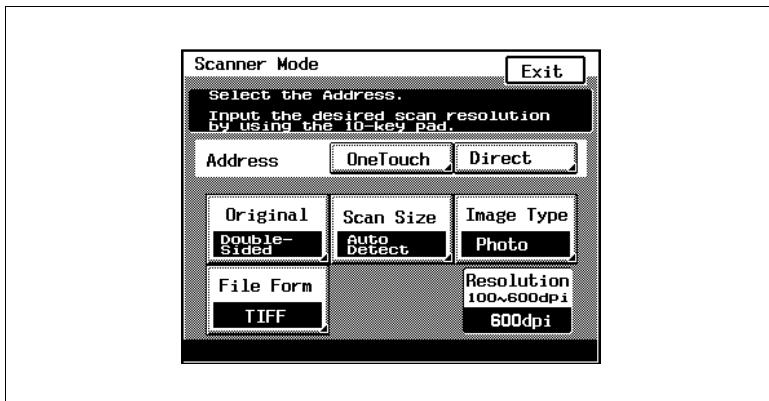 Scanner Mode
Exit
Select the Address.
Input the desired scan resolution
by using the 10-key pad.
Address
OneTouch
Direct
Original
Double-
Sided
Scan Size
Auto
Detect
Image Type
Photo
File Form
TIFF
Resolution
100~600dpi
600dpi